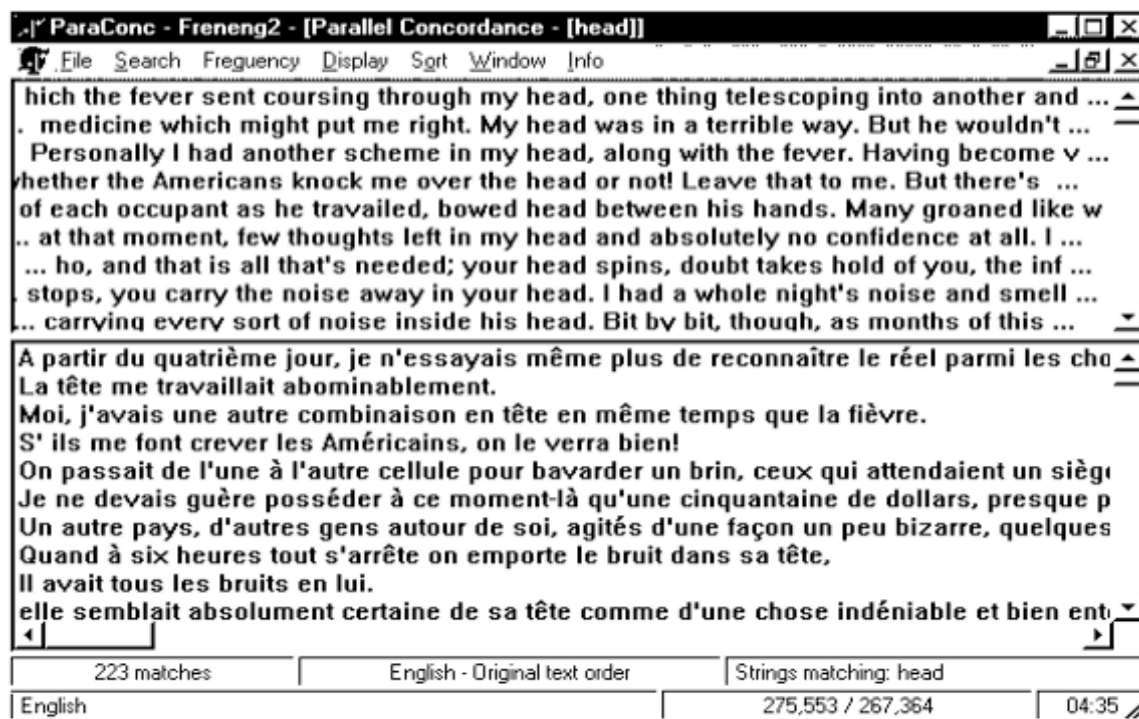 ParaConc - Freneng2 - [Parallel Concordance - [head]]
File Search Freguency Display Sort Window Info
hich the fever sent coursing through my head, one thing telescoping into another and ...
. medicine which might put me right. My head was in a terrible way. But he wouldn't ...
Personally I had another scheme in my head, along with the fever. Having become v ...
hether the Americans knock me over the head or not! Leave that to me. But there's ...
of each occupant as he travailed, bowed head between his hands. Many groaned like w
.. at that moment, few thoughts left in my head and absolutely no confidence at all. I ...
... ho, and that is all that's needed; your head spins, doubt takes hold of you, the inf ...
. stops, you carry the noise away in your head. I had a whole night's noise and smell ...
... carrying every sort of noise inside his head. Bit by bit, though, as months of this ...
A partir du quatrième jour, je n'essayais même plus de reconnaître le réel parmi les cho
La tête me travaillait abominablement.
Moi, j'avais une autre combinaison en tête en même temps que la fièvre.
S' ils me font crever les Américains, on le verra bien!
On passait de l'une à l'autre cellule pour bavarder un brin, ceux qui attendaient un siège
Je ne devais guère posséder à ce moment-là qu'une cinquantaine de dollars, presque p
Un autre pays, d'autres gens autour de soi, agités d'une façon un peu bizarre, quelques
Quand à six heures tout s'arrête on emporte le bruit dans sa tête,
Il avait tous les bruits en lui.
elle semblait absolument certaine de sa tête comme d'une chose indéniable et bien ent
223 matches English - Original text order Strings matching: head
English 275,553 / 267,364 04:35